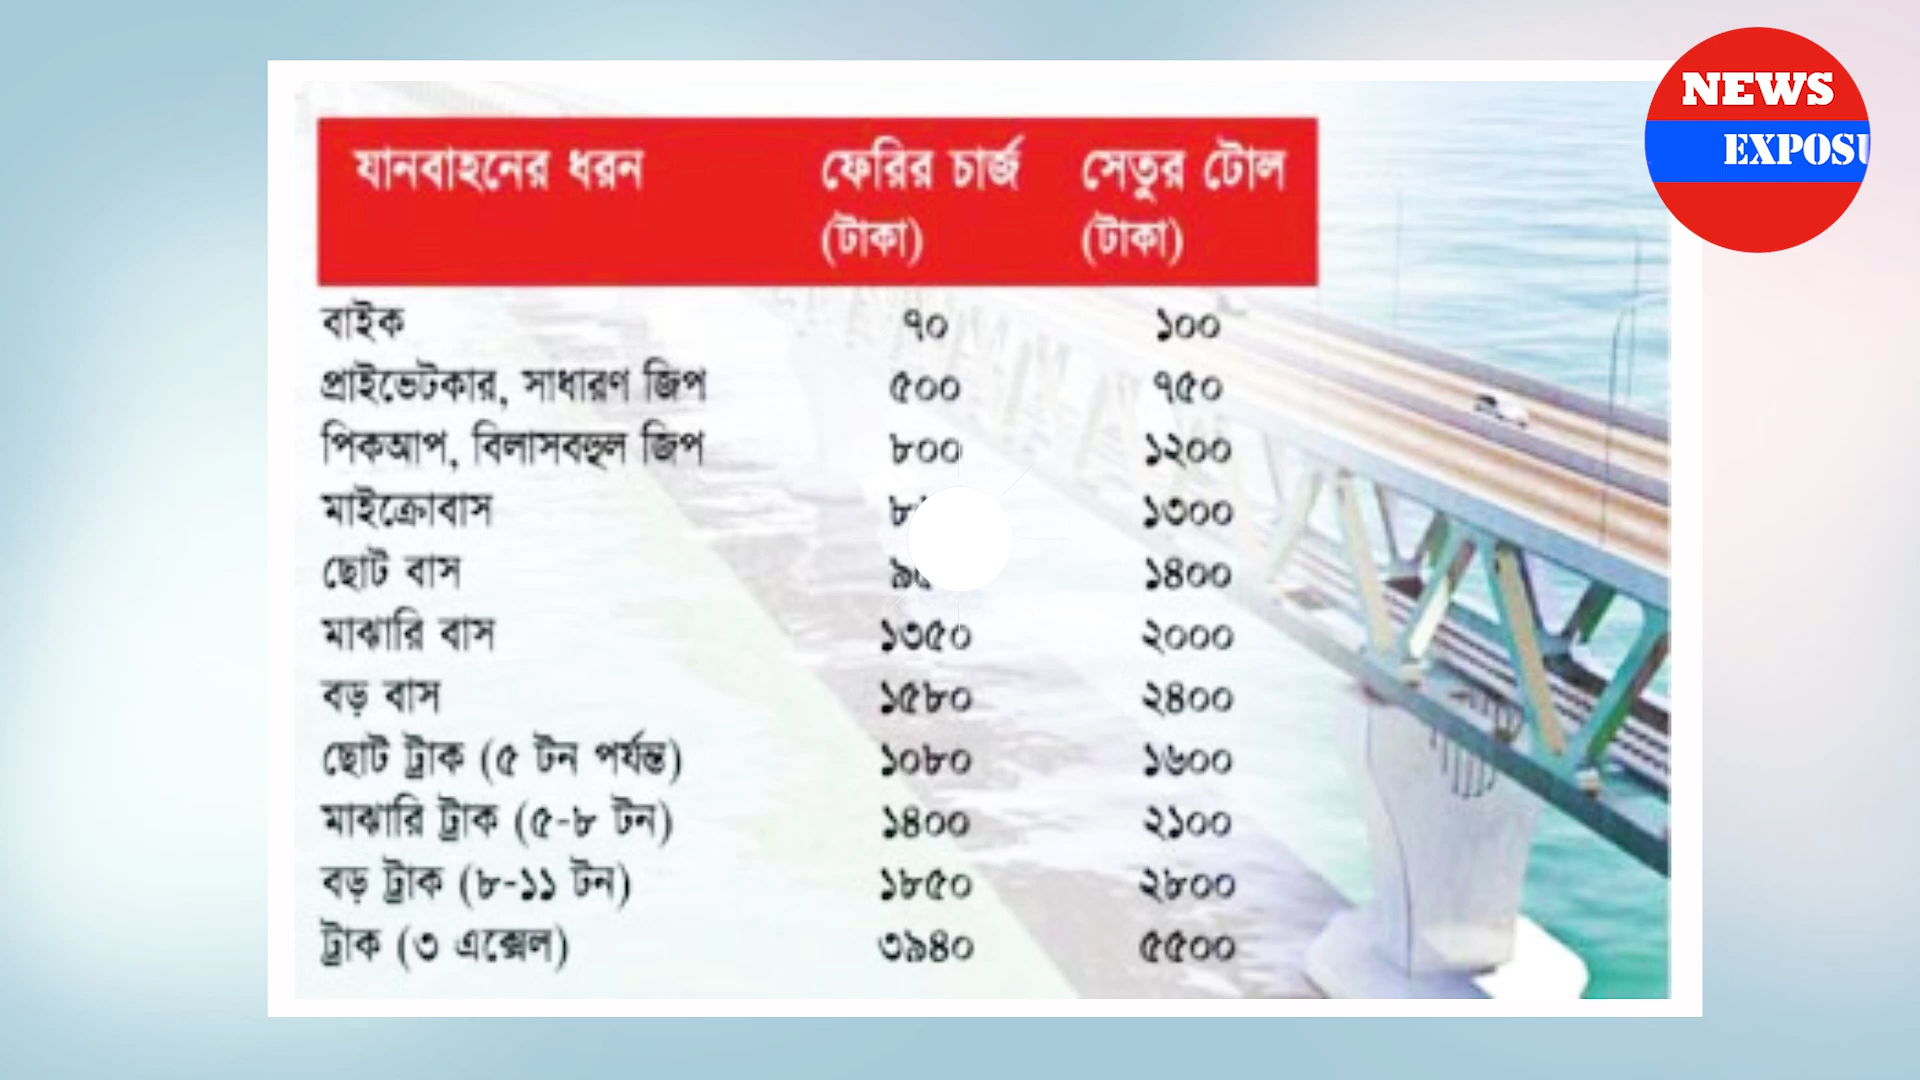 NEWS
যানবাহনের ধরন ফেরির চার্জ সেতুর টোল
(টাকা) (টাকা)
বাইক ৭০ ১০০
প্রাইভেটকার, সাধারণ জিপ ৫০০ ৭৫০
পিকআপ, বিলাসবহুল জিপ ৮০০ ১২০০
মাইক্রোবাস ১৩০০
ছোট বাস ১৪০০
মাঝারি বাস ১৩৫০ ২০০০
বড় বাস ১৫৮০ ২৪০০
ছোট ট্রাক (৫ টন পর্যন্ত) ১০৮০ ১৬০০
মাঝারি ট্রাক (৫-৮ টন) ১৪০০ ২১০০
বড় ট্রাক (৮-১১ টন) ১৮৫০ ২৮০০
ট্রাক (৩ এক্সেল) ৩৯৪০ ৫৫০০